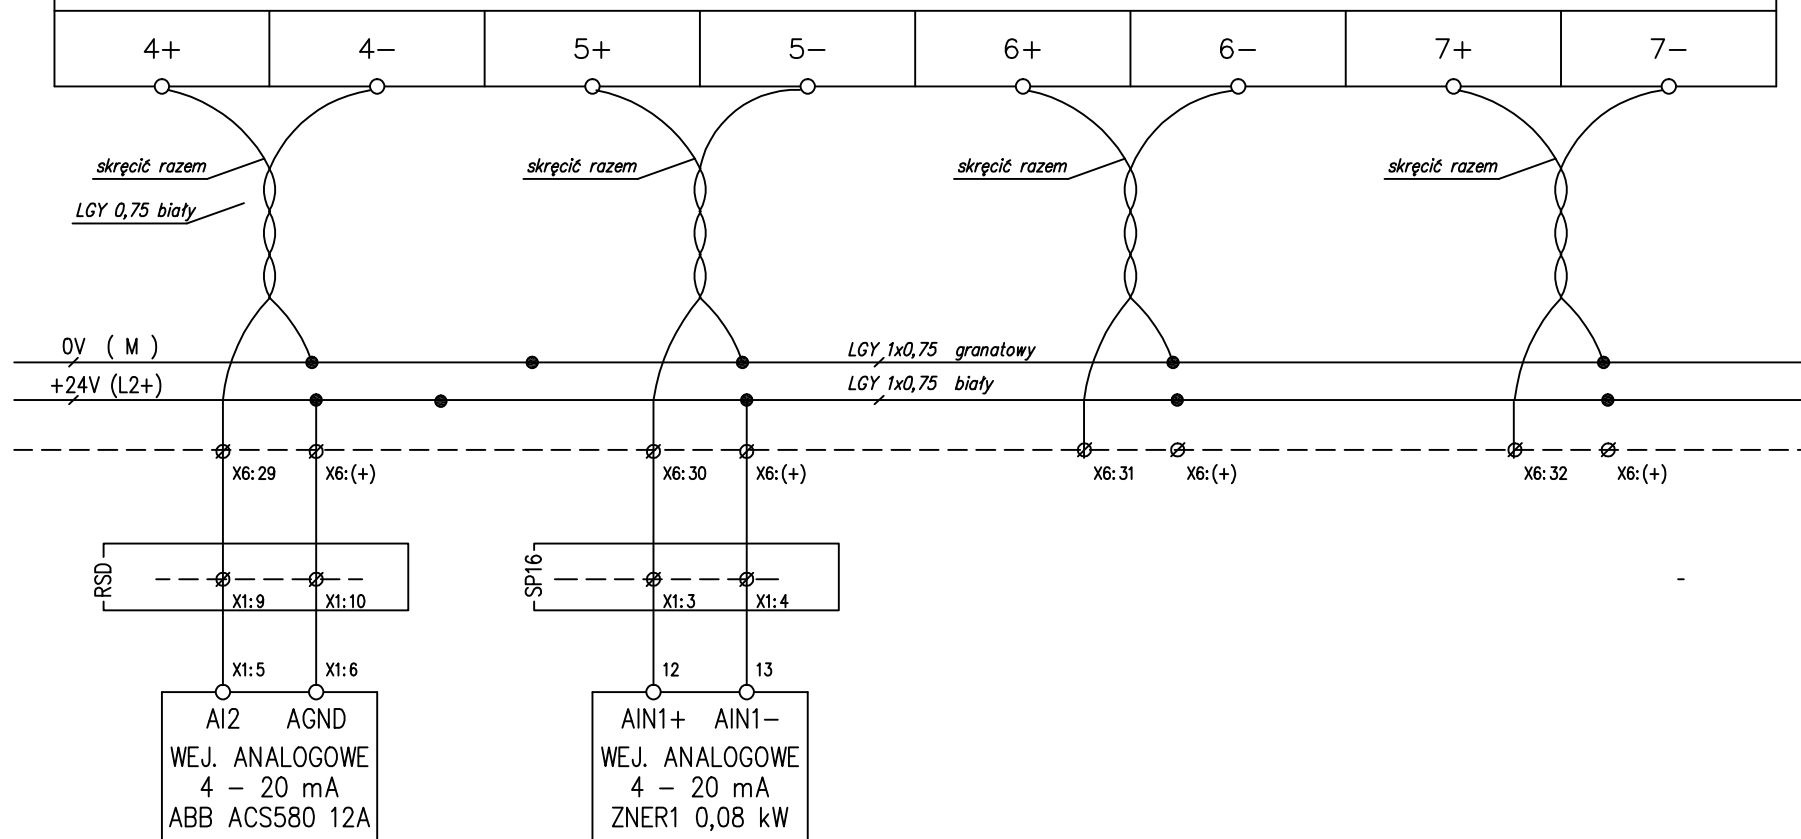 4+ 4- 5+ 5- 6+ 6- 7+ 7-
skręcić razem skręcić razem skręcić razem skręcić razem
LGY 0,75 biały
0V ( M ) LGY 1x0,75 granatowy
+24V (L2+) LGY 1x0,75 biały
X6:29 X6:(+) X6:30 X6:(+) X6:31 X6:(+) X6:32 X6:(+)
RSD SP16
X1:9 X1:10 X1:3 X1:4
X1:5 X1:6 12 13
AI2 AGND AIN1+ AIN1-
WEJ. ANALOGOWE WEJ. ANALOGOWE
4 - 20 mA 4 - 20 mA
ABB ACS580 12A ZNER1 0,08 kW